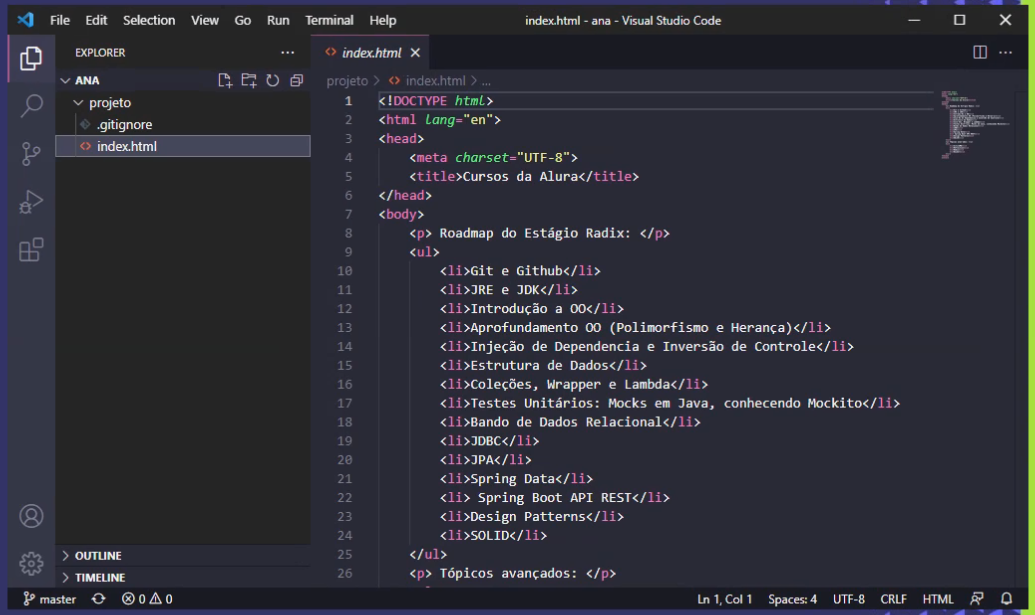 File Edit Selection View Go Run Terminal Help index.html - ana - Visual Studio Code
EXPLORER
ANA
projeto
.gitignore
index.html
OUTLINE
TIMELINE
index.html
projeto > index.html > ...
1 <!DOCTYPE html>
2 <html lang="en">
3 <head>
4 <meta charset="UTF-8">
5 <title>Cursos da Alura</title>
6 </head>
7 <body>
8 <p> Roadmap do Estágio Radix: </p>
9 <ul>
10 <li>Git e Github</li>
11 <li>JRE e JDK</li>
12 <li>Introdução a OO</li>
13 <li>Aprofundamento OO (Polimorfismo e Herança)</li>
14 <li>Injeção de Dependencia e Inversão de Controle</li>
15 <li>Estrutura de Dados</li>
16 <li>Coleções, Wrapper e Lambda</li>
17 <li>Testes Unitários: Mocks em Java, conhecendo Mockito</li>
18 <li>Bando de Dados Relacional</li>
19 <li>JDBC</li>
20 <li>JPA</li>
21 <li>Spring Data</li>
22 <li> Spring Boot API REST</li>
23 <li>Design Patterns</li>
24 <li>SOLID</li>
25 </ul>
26 <p> Tópicos avançados: </p>
master 0 0 Ln 1, Col 1 Spaces: 4 UTF-8 CRLF HTML